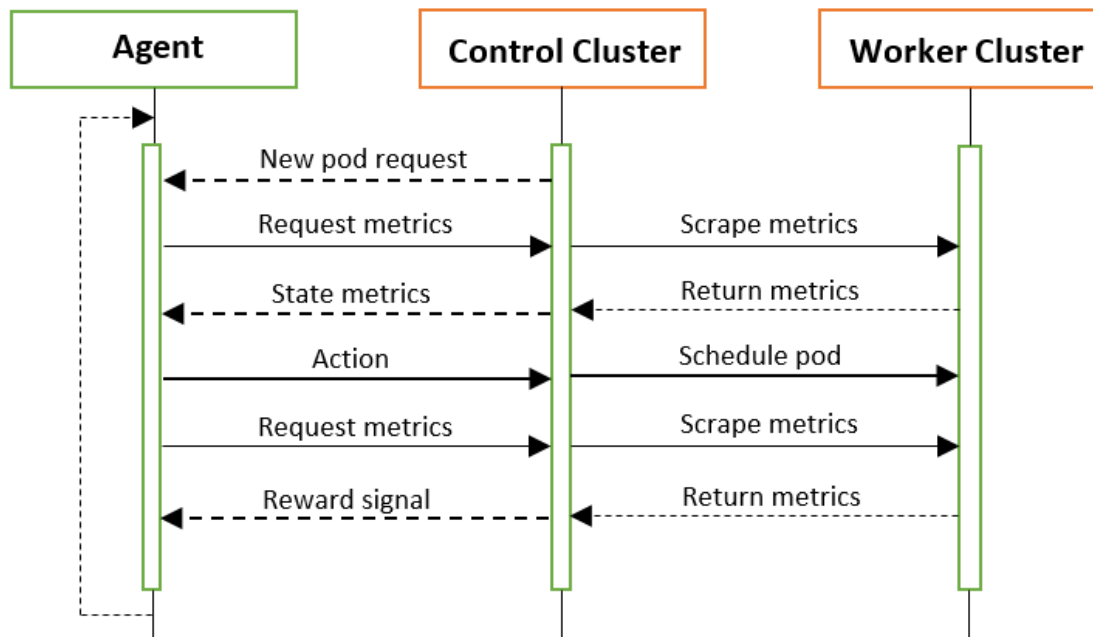 Agent
Control Cluster
Worker Cluster
New pod request
Request metrics
Scrape metrics
State metrics
Return metrics
Action
Schedule pod
Request metrics
Scrape metrics
Reward signal
Return metrics